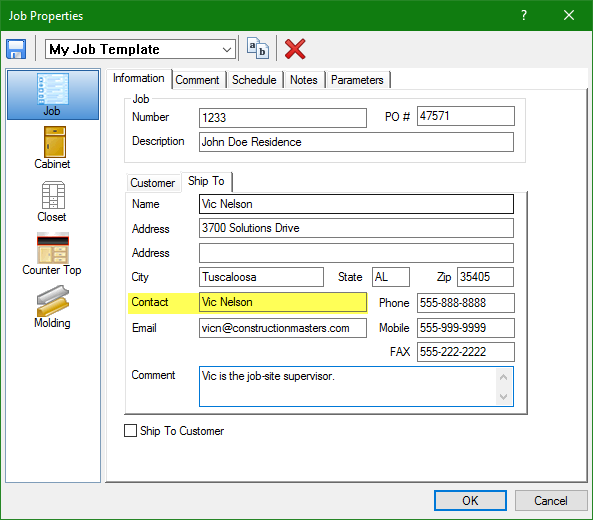 Job Properties ?
My Job Template
a b
Information Comment Schedule Notes Parameters
Job
Cabinet
Closet
Counter Top
Molding
Job
Number 1233 PO # 47571
Description John Doe Residence
Customer Ship To
Name Vic Nelson
Address 3700 Solutions Drive
Address
City Tuscaloosa State AL Zip 35405
Contact Vic Nelson Phone 555-888-8888
Email vicn@constructionmasters.com Mobile 555-999-9999
FAX 555-222-2222
Comment Vic is the job-site supervisor.
Ship To Customer
OK Cancel